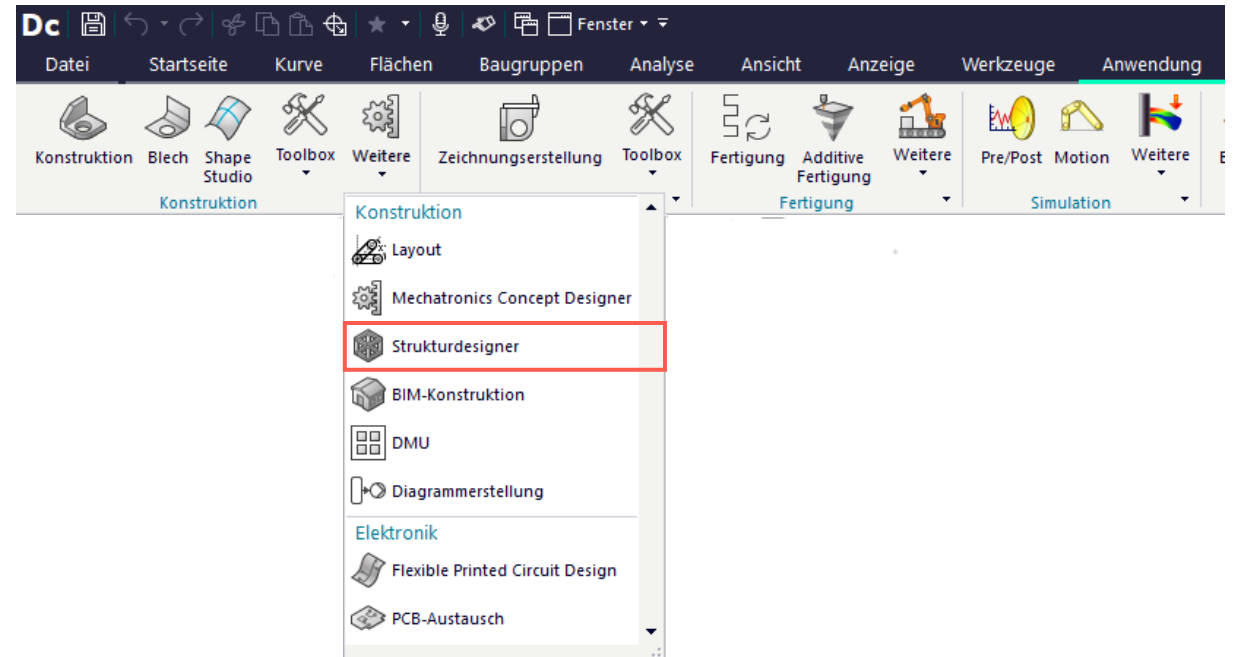 Dc Fenster
Datei Startseite Kurve Flächen Baugruppen Analyse Ansicht Anzeige Werkzeuge Anwendung
Konstruktion Blech Shape Studio Toolbox Weitere Zeichnungserstellung Toolbox Fertigung Additive Fertigung Weitere Pre/Post Motion Weitere
Konstruktion Fertigung Simulation
Konstruktion
Layout
Mechatronics Concept Designer
Strukturdesigner
BIM-Konstruktion
DMU
Diagrammerstellung
Elektronik
Flexible Printed Circuit Design
PCB-Austausch